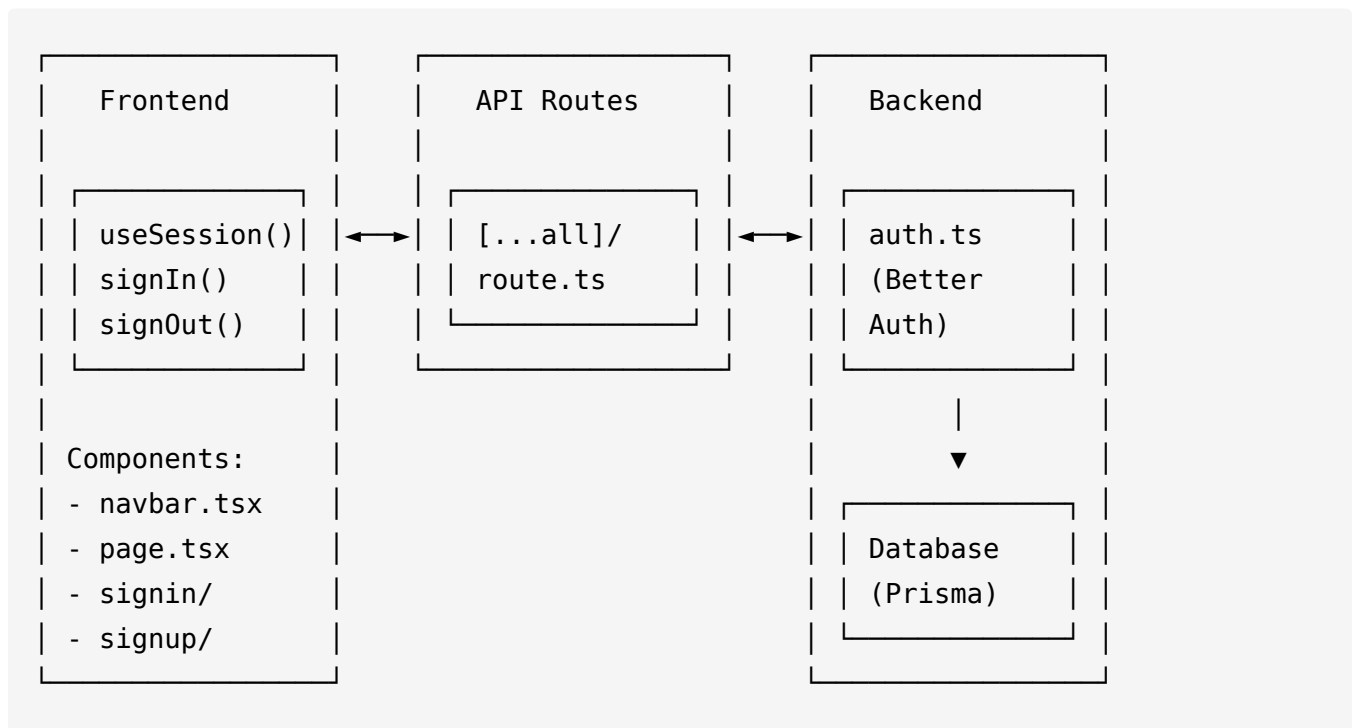 Frontend
API Routes
Backend
useSession()
signIn()
signOut()
[...all]/
route.ts
auth.ts
(Better
Auth)
Components:
- navbar.tsx
- page.tsx
- signin/
- signup/
Database
(Prisma)